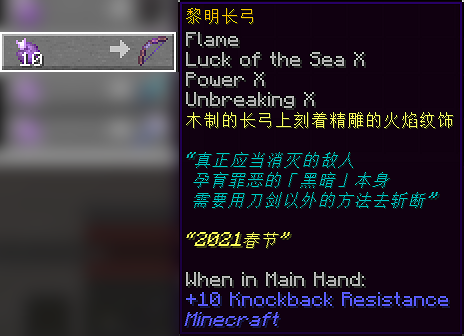 10
黎明长弓
Flame
Luck of the Sea X
Power X
Unbreaking X
木制的长弓上刻着精雕的火焰纹饰
“真正应当消灭的敌人
孕育罪恶的「黑暗」本身
需要用刀剑以外的方法去斩断”
“2021春节”
When in Main Hand:
+10 Knockback Resistance
Minecraft